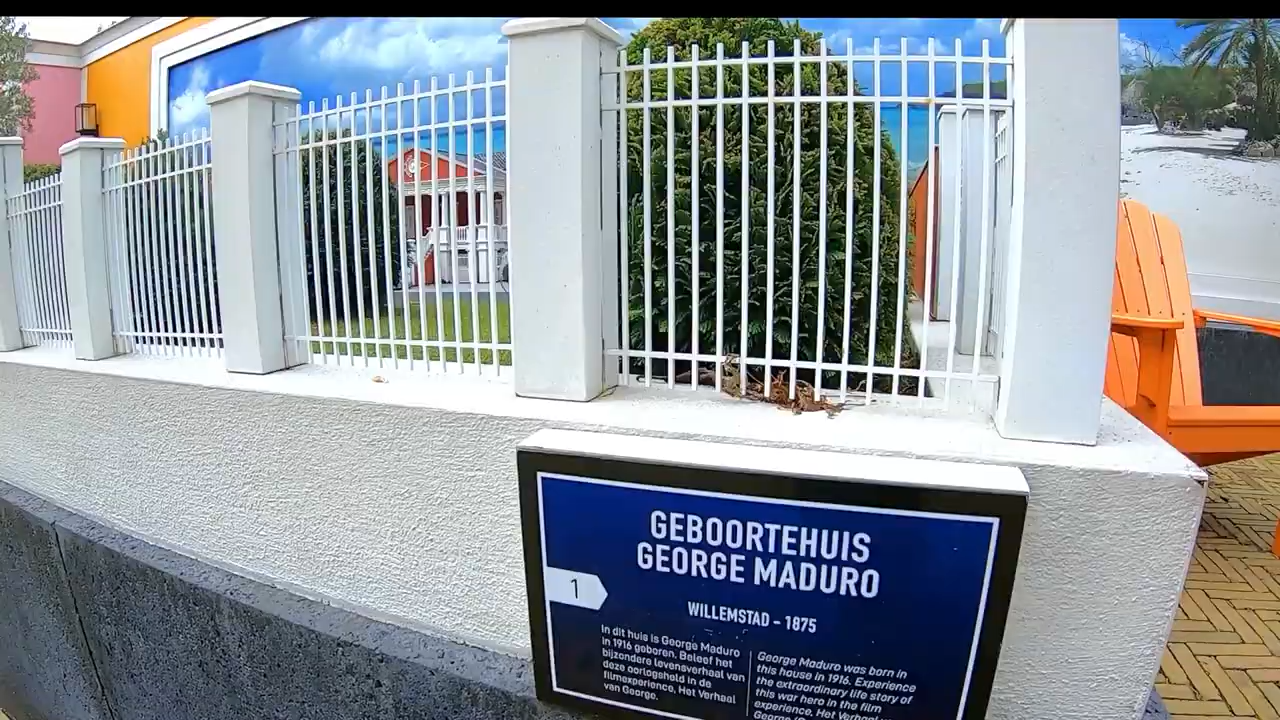 GEBOORTEHUIS
GEORGE MADURO
1
WILLEMSTAD - 1875
In dit huis is George Maduro
in 1916 geboren. Beleef het
bijzondere levensverhaal van
deze oorlogsheld in de
filmexperience, Het Verhaal
van George.
George Maduro was born in
this house in 1916. Experience
the extraordinary life story of
this war hero in the film
experience, Het Verhaal
George